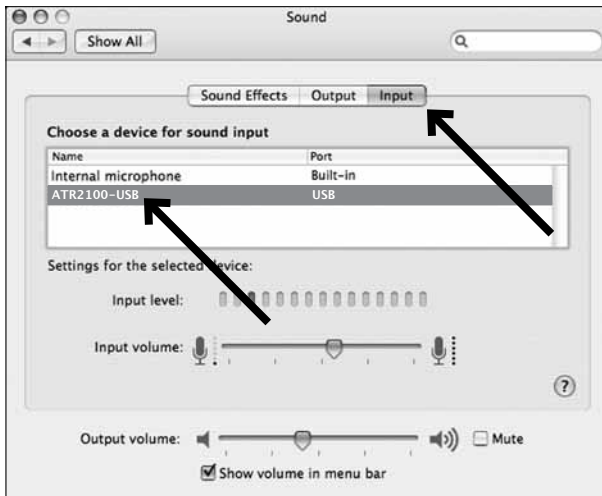 Sound
Show All
Sound Effects Output Input
Choose a device for sound input
Name Port
Internal microphone Built-in
ATR2100-USB USB
Settings for the selected device:
Input level:
Input volume:
?
Output volume: Mute
Show volume in menu bar